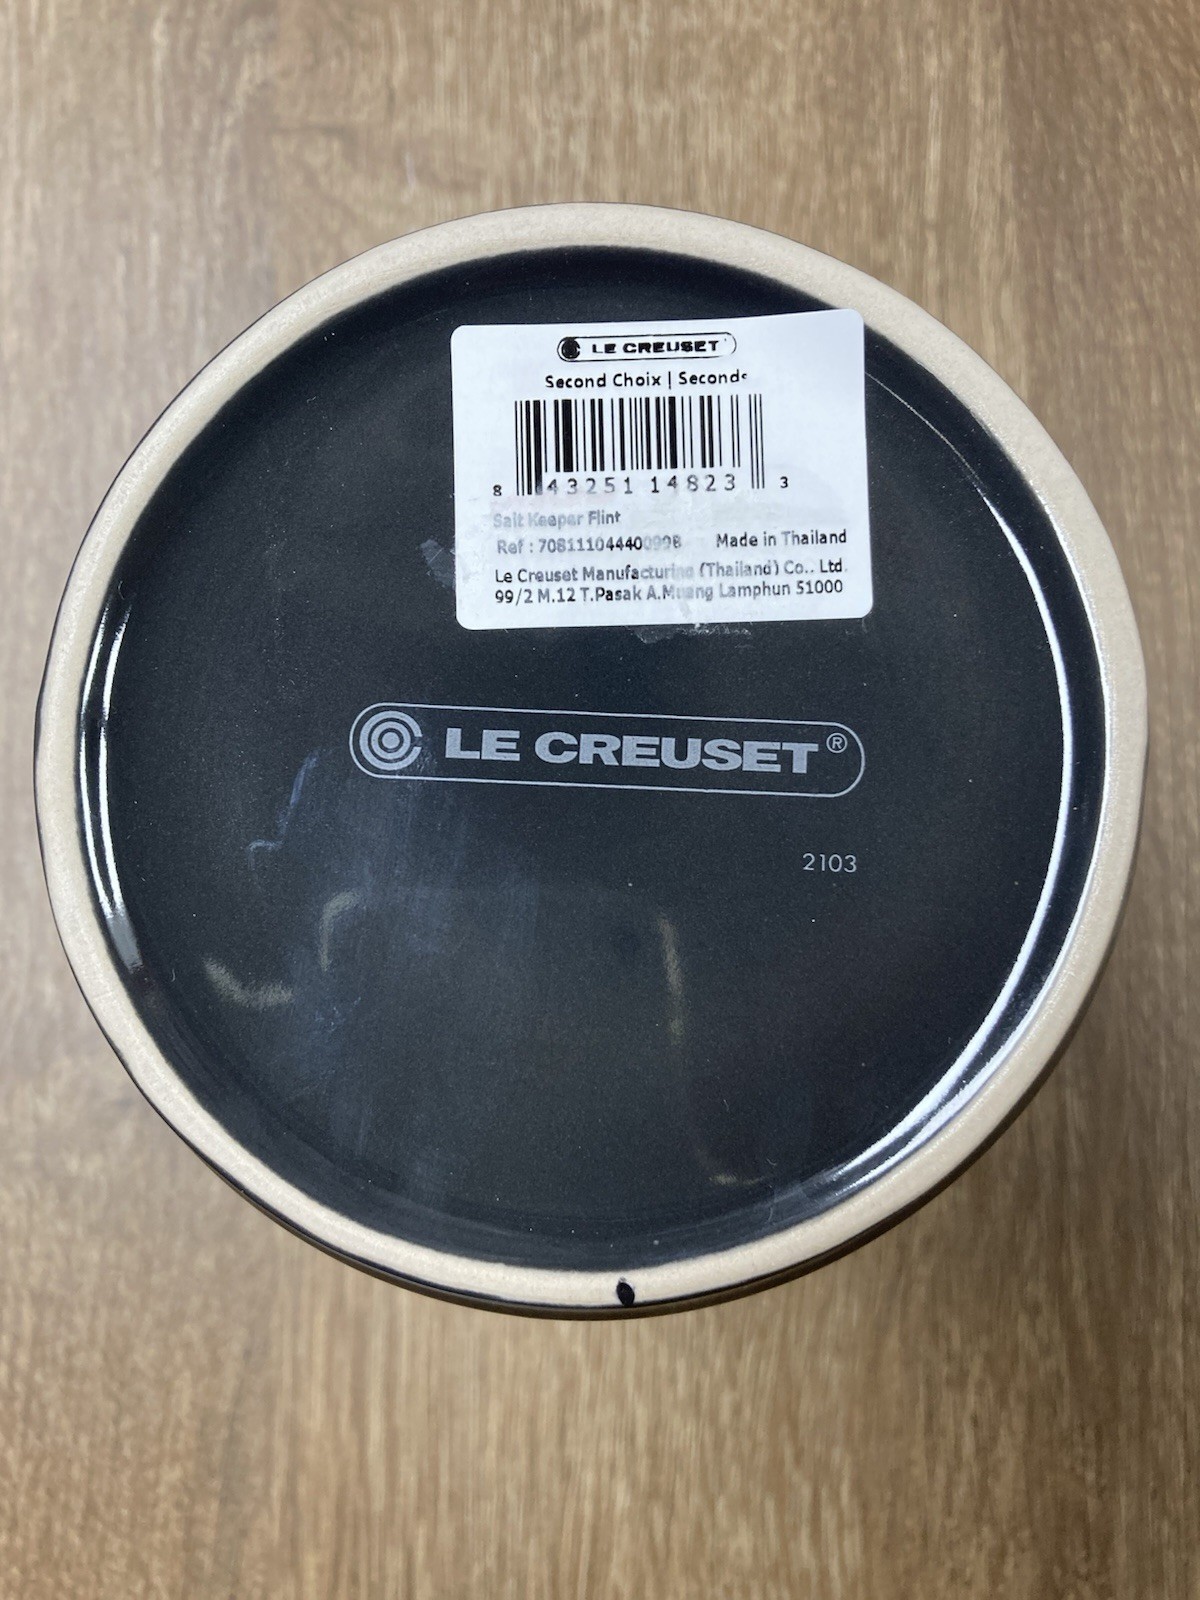 LE CREUSET
Second Choix | Seconds
8 43251 14823 3
Salt Keeper Flint
Ref : 70811104440099B Made in Thailand
Le Creuset Manufacturing (Thailand) Co.. Ltd.
99/2 M.12 T.Pasak A.Muang Lamphun 51000
LE CREUSET®
2103